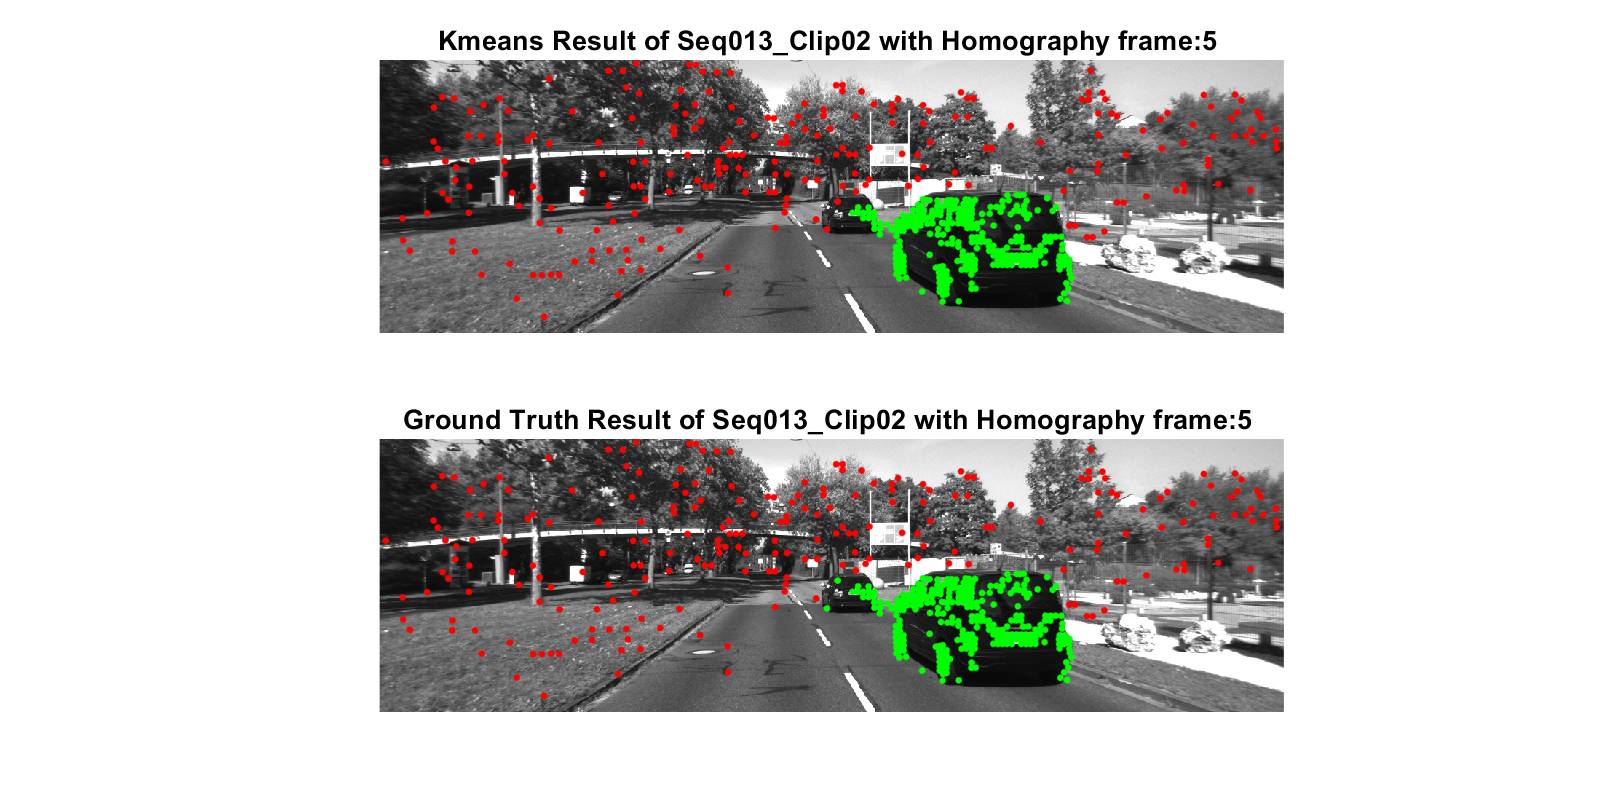 Kmeans Result of Seq013_Clip02 with Homography frame:5
Ground Truth Result of Seq013_Clip02 with Homography frame:5